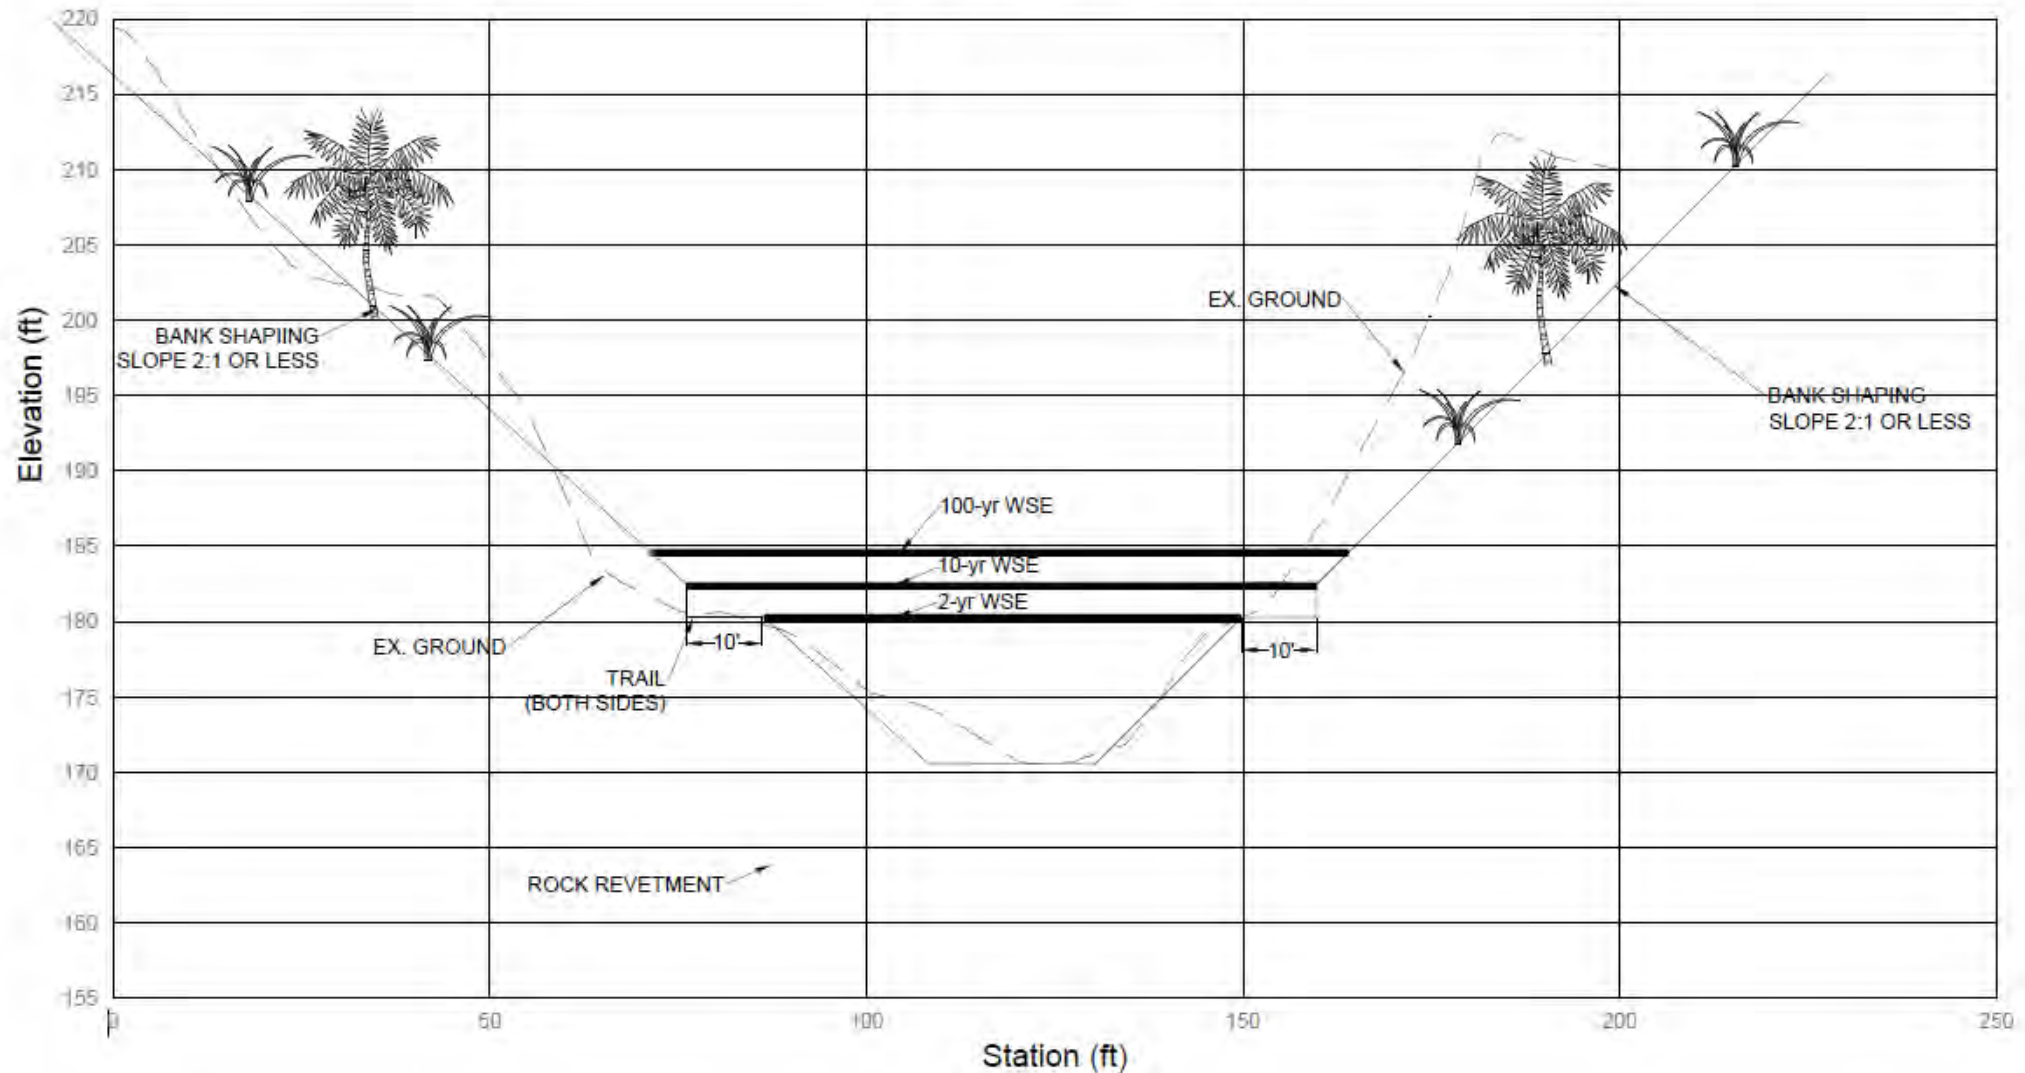 220
215
210
205
200
195
190
185
180
175
170
165
160
155
Elevation (ft)
BANK SHAPIING
SLOPE 2:1 OR LESS
EX. GROUND
BANK SHAPING
SLOPE 2:1 OR LESS
100-yr WSE
10-yr WSE
2-yr WSE
EX. GROUND
10'
10'
TRAIL
(BOTH SIDES)
ROCK REVETMENT
0
50
100
150
200
250
Station (ft)